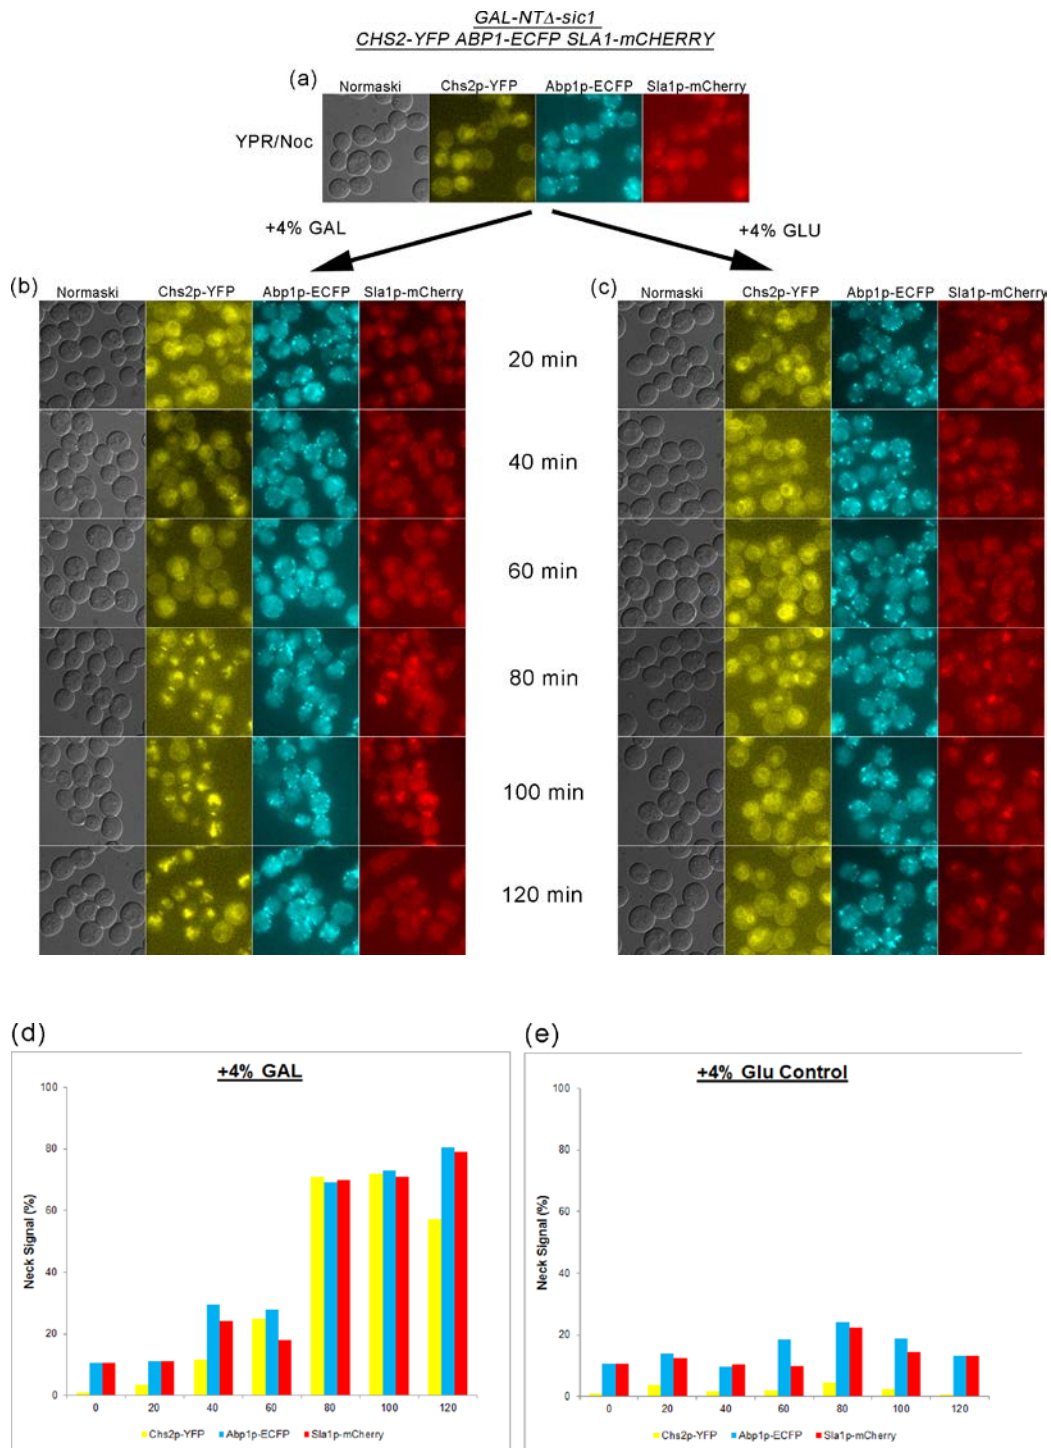 GAL-NTΔ-sic1
CHS2-YFP ABP1-ECFP SLA1-mCHERRY
(a)
Normaski Chs2p-YFP Abp1p-ECFP Sla1p-mCherry
YPR/Noc
+4% GAL
+4% GLU
(b)
Normaski Chs2p-YFP Abp1p-ECFP Sla1p-mCherry
(c)
Normaski Chs2p-YFP Abp1p-ECFP Sla1p-mCherry
20 min
40 min
60 min
80 min
100 min
120 min
(d)
+4% GAL
Neck Signal (%)
100
80
60
40
20
0
0 20 40 60 80 100 120
Chs2p-YFP Abp1p-ECFP Sla1p-mCherry
(e)
+4% Glu Control
Neck Signal (%)
100
80
60
40
20
0
0 20 40 60 80 100 120
Chs2p-YFP Abp1p-ECFP Sla1p-mCherry